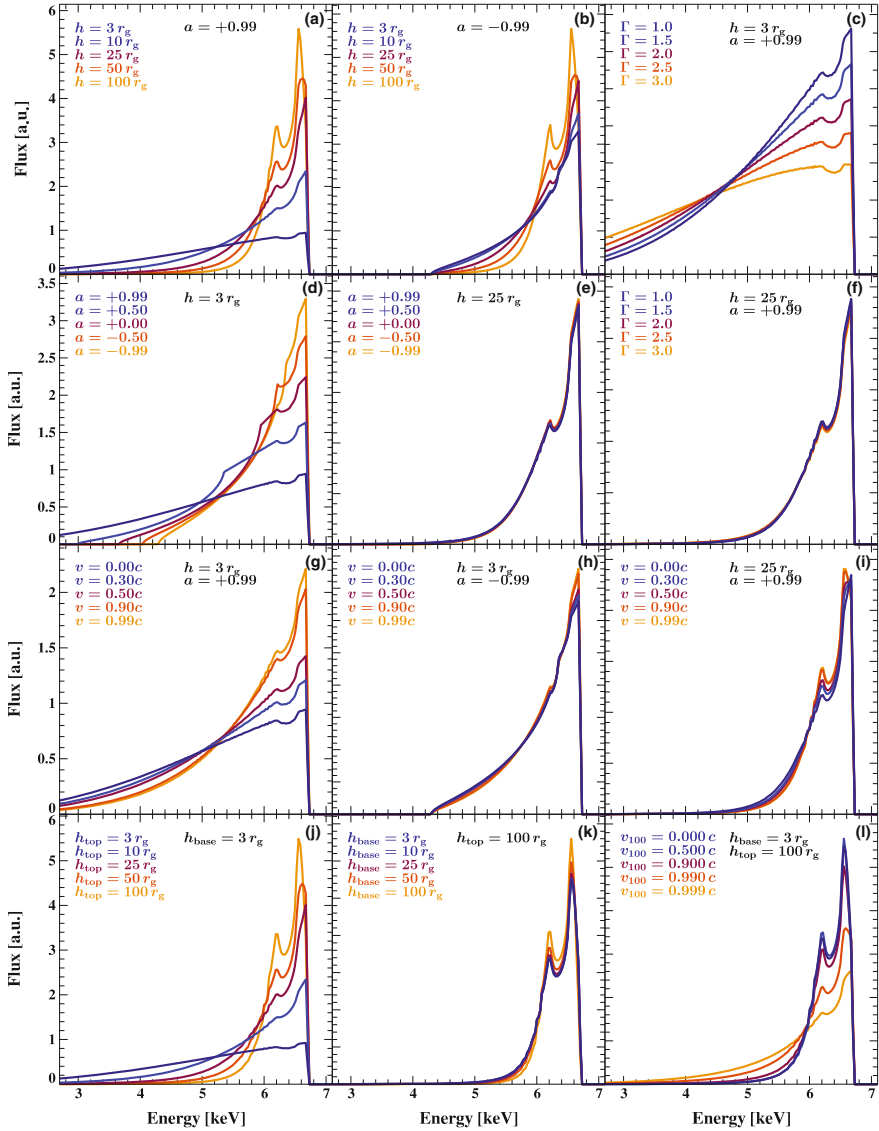 (a)
h = 3 r_g
h = 10 r_g
h = 25 r_g
h = 50 r_g
h = 100 r_g
a = +0.99
(b)
h = 3 r_g
h = 10 r_g
h = 25 r_g
h = 50 r_g
h = 100 r_g
a = −0.99
(c)
Γ = 1.0
Γ = 1.5
Γ = 2.0
Γ = 2.5
Γ = 3.0
h = 3 r_g
a = +0.99
6
5
4
3
2
1
0
Flux [a.u.]
(d)
a = +0.99
a = +0.50
a = +0.00
a = −0.50
a = −0.99
h = 3 r_g
(e)
a = +0.99
a = +0.50
a = +0.00
a = −0.50
a = −0.99
h = 25 r_g
(f)
Γ = 1.0
Γ = 1.5
Γ = 2.0
Γ = 2.5
Γ = 3.0
h = 25 r_g
a = +0.99
3.5
3
2.5
2
1.5
1
0.5
0
Flux [a.u.]
(g)
v = 0.00c
v = 0.30c
v = 0.50c
v = 0.90c
v = 0.99c
h = 3 r_g
a = +0.99
(h)
v = 0.00c
v = 0.30c
v = 0.50c
v = 0.90c
v = 0.99c
h = 3 r_g
a = −0.99
(i)
v = 0.00c
v = 0.30c
v = 0.50c
v = 0.90c
v = 0.99c
h = 25 r_g
a = +0.99
2
1.5
1
0.5
0
Flux [a.u.]
(j)
h_top = 3 r_g
h_top = 10 r_g
h_top = 25 r_g
h_top = 50 r_g
h_top = 100 r_g
h_base = 3 r_g
(k)
h_base = 3 r_g
h_base = 10 r_g
h_base = 25 r_g
h_base = 50 r_g
h_base = 100 r_g
h_top = 100 r_g
(l)
v_100 = 0.000 c
v_100 = 0.500 c
v_100 = 0.900 c
v_100 = 0.990 c
v_100 = 0.999 c
h_base = 3 r_g
h_top = 100 r_g
6
5
4
3
2
1
0
Flux [a.u.]
3 4 5 6 7
3 4 5 6 7
3 4 5 6 7
Energy [keV]
Energy [keV]
Energy [keV]